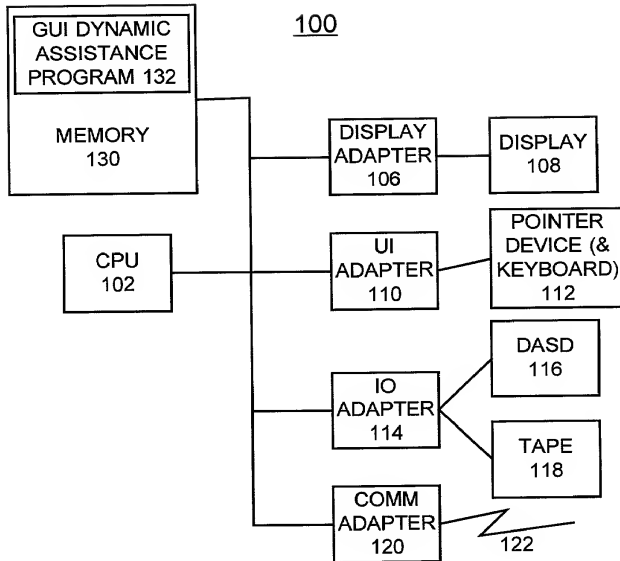 100
GUI DYNAMIC
ASSISTANCE
PROGRAM 132
MEMORY
130
DISPLAY
ADAPTER
106
DISPLAY
108
CPU
102
UI
ADAPTER
110
POINTER
DEVICE (&
KEYBOARD)
112
IO
ADAPTER
114
DASD
116
TAPE
118
COMM
ADAPTER
120
122